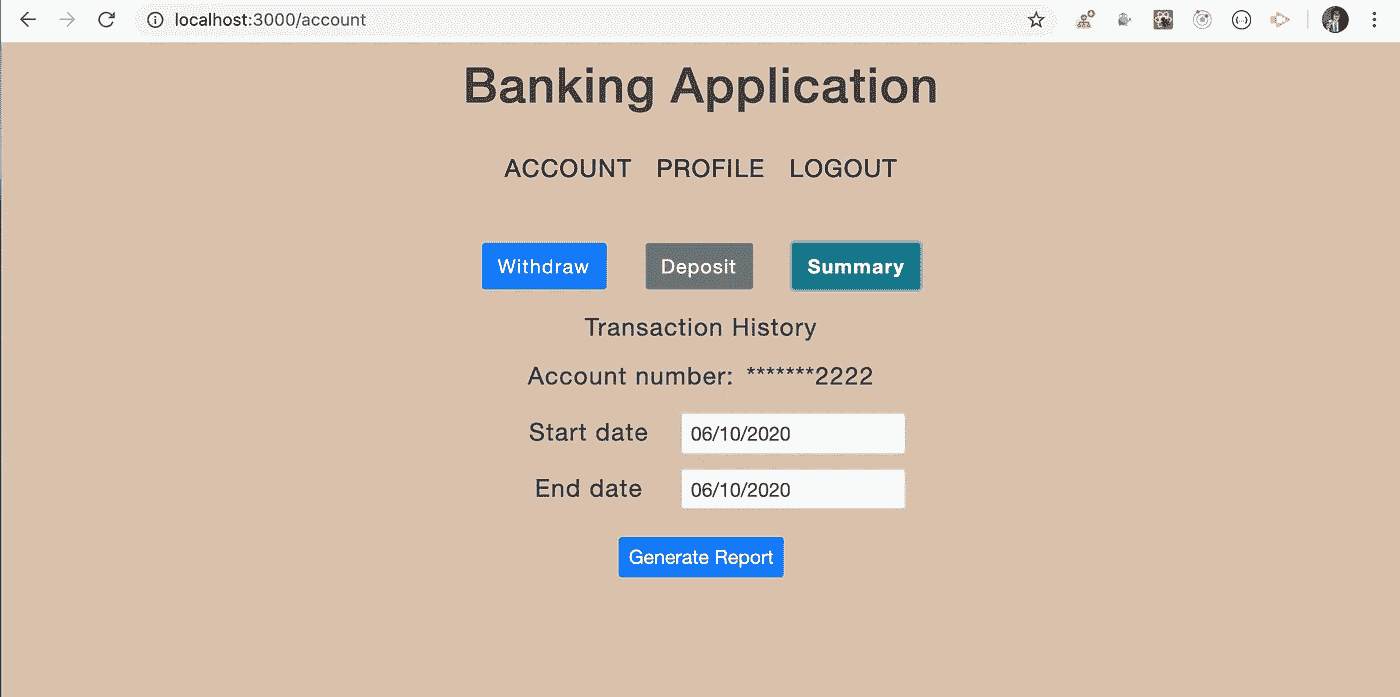 localhost:3000/account
Banking Application
ACCOUNT PROFILE LOGOUT
Withdraw Deposit Summary
Transaction History
Account number: *******2222
Start date 06/10/2020
End date 06/10/2020
Generate Report